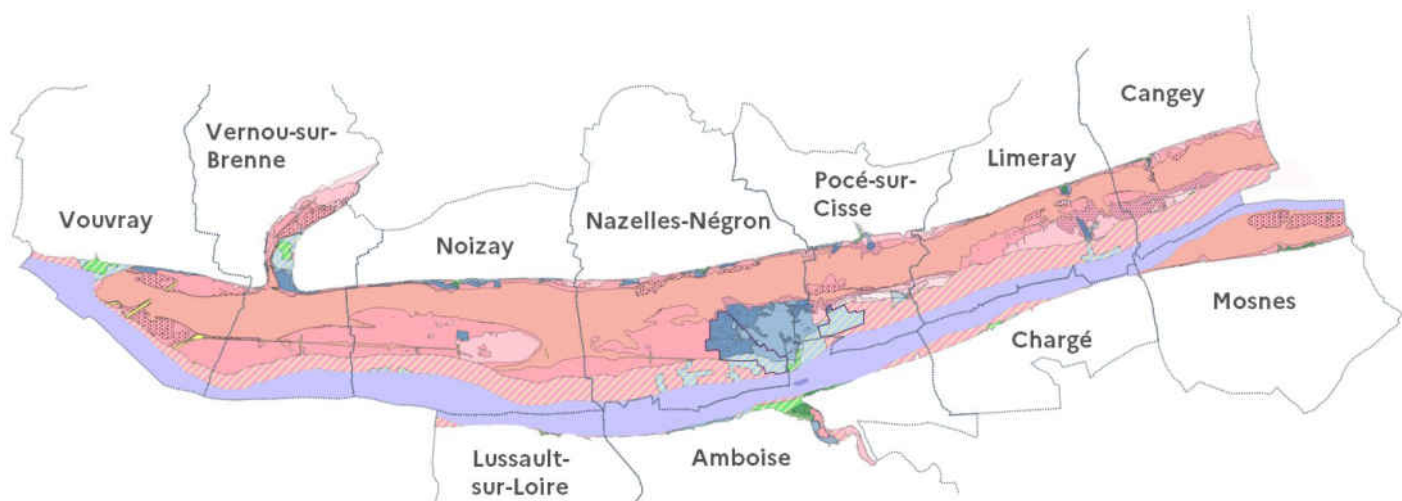 Cangey
Vernou-sur-
Brenne
Limeray
Pocé-sur-
Cisse
Vouvray
Nazelles-Négron
Noizay
Mosnes
Chargé
Lussault-
sur-Loire
Amboise